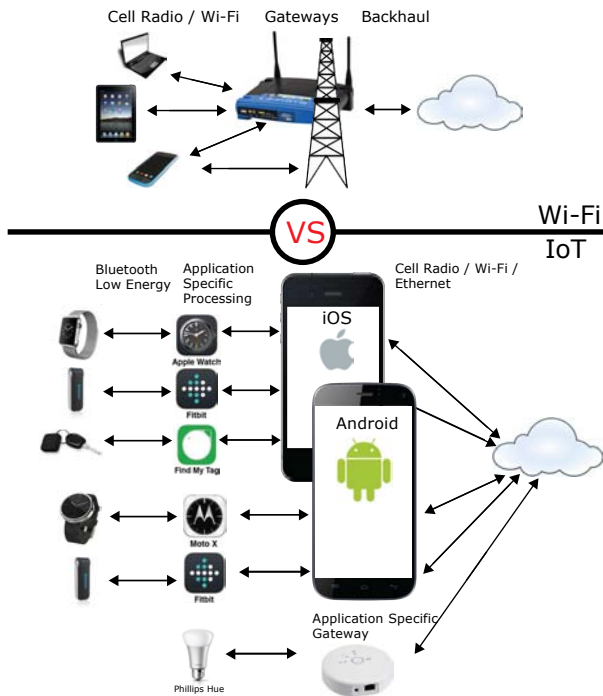 Cell Radio / Wi-Fi Gateways Backhaul
VS
Wi-Fi
IoT
Bluetooth
Low Energy
Application
Specific
Processing
Cell Radio / Wi-Fi /
Ethernet
iOS
Apple Watch
Fitbit
Android
Find My Tag
Moto X
Fitbit
Application Specific
Gateway
Phillips Hue